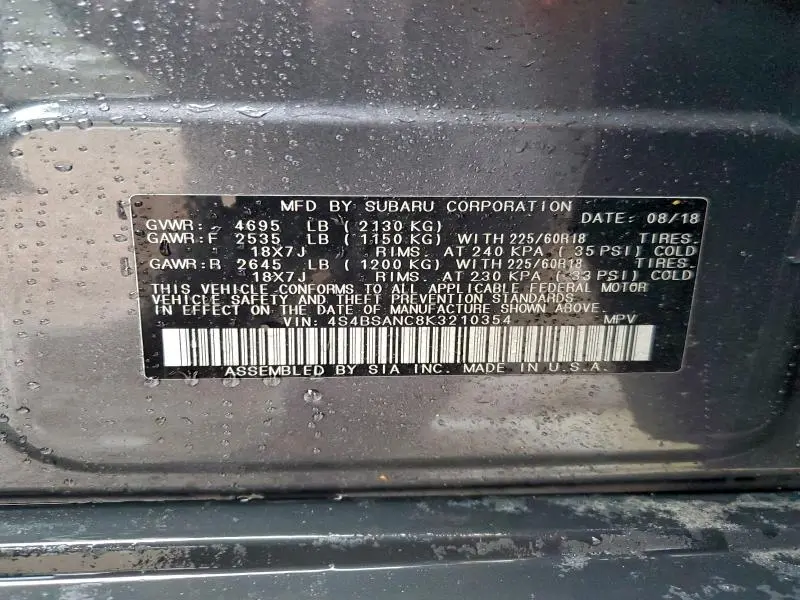 MFD BY SUBARU CORPORATION
DATE: 08/18
GVWR: 4695 LB (2130 KG)
GAWR:F 2535 LB (1150 KG) WITH 225/60R18 TIRES.
18X7J RIMS. AT 240 KPA ( 35 PSI) COLD
GAWR:R 2645 LB (1200 KG) WITH 225/60R18 TIRES.
18X7J RIMS. AT 230 KPA ( 33 PSI) COLD
THIS VEHICLE CONFORMS TO ALL APPLICABLE FEDERAL MOTOR
VEHICLE SAFETY AND THEFT PREVENTION STANDARDS
IN EFFECT ON THE DATE OF MANUFACTURE SHOWN ABOVE.
VIN: 4S4BSANC8K3210354 MPV
ASSEMBLED BY SIA INC. MADE IN U.S.A.